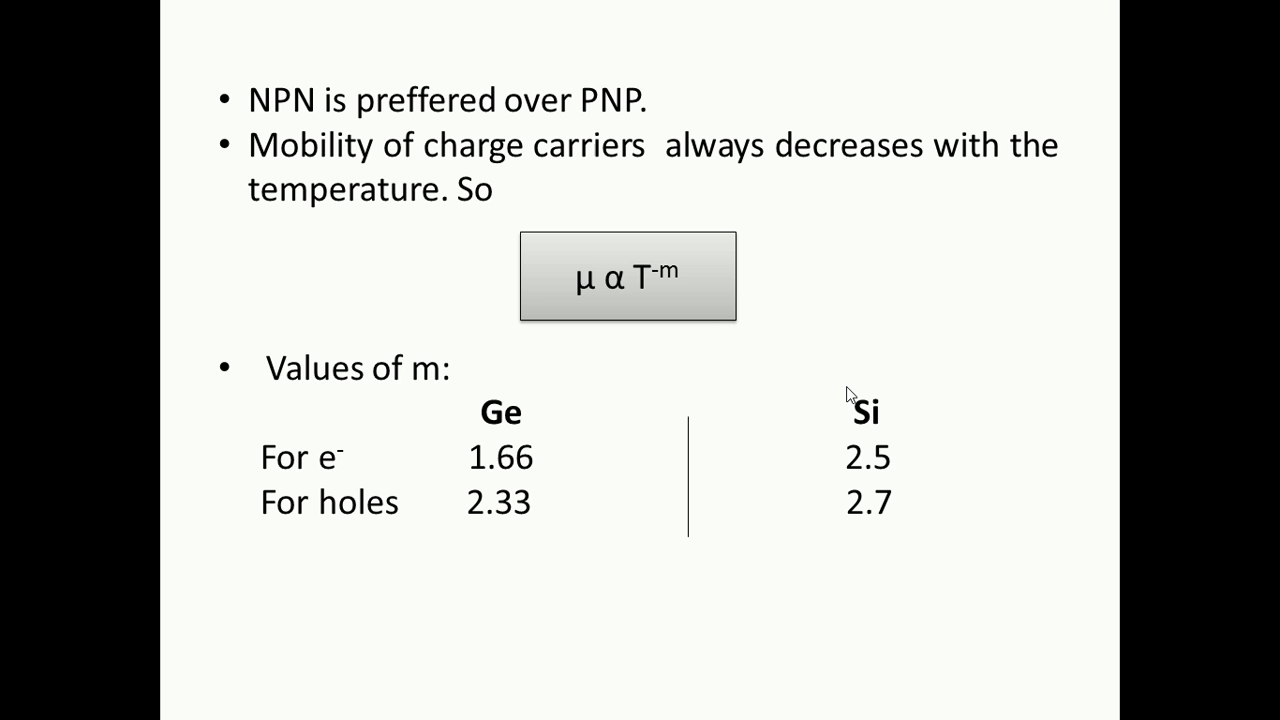 • NPN is preffered over PNP.
• Mobility of charge carriers always decreases with the
temperature. So
μ α T⁻ᵐ
• Values of m:
Ge Si
For e⁻ 1.66 2.5
For holes 2.33 2.7